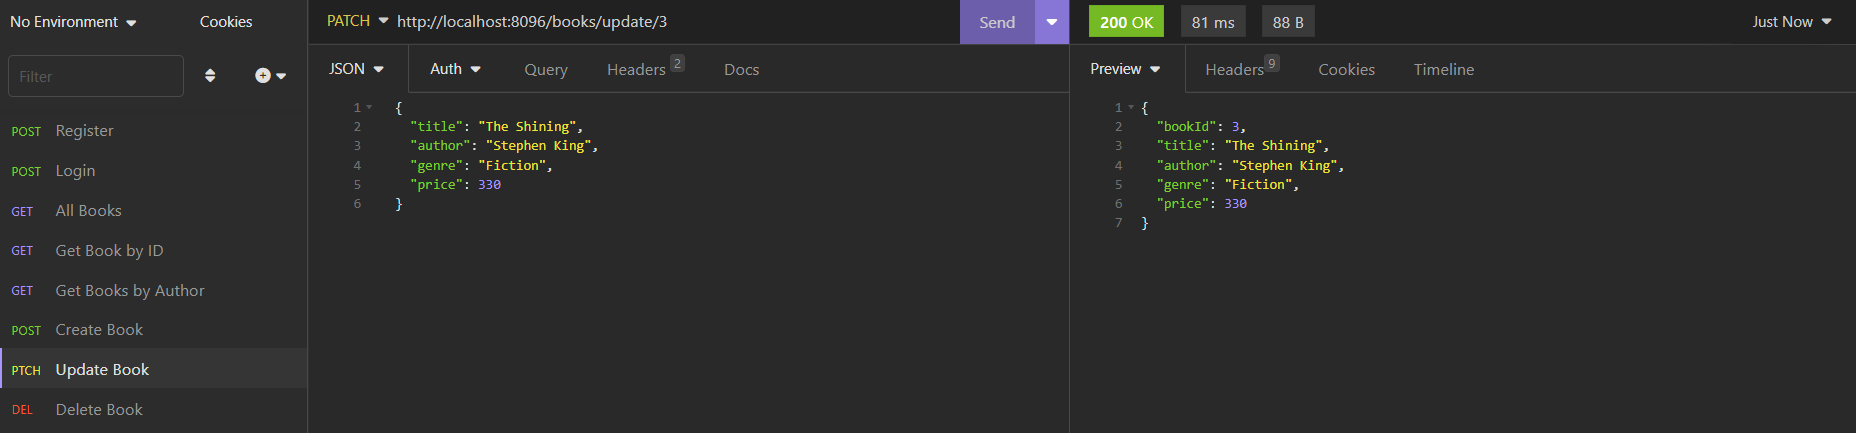 No Environment
Cookies
Filter
POST Register
POST Login
GET All Books
GET Get Book by ID
GET Get Books by Author
POST Create Book
PTCH Update Book
DEL Delete Book
PATCH http://localhost:8096/books/update/3 Send
JSON Auth Query Headers 2 Docs
1 {
2 "title": "The Shining",
3 "author": "Stephen King",
4 "genre": "Fiction",
5 "price": 330
6 }
200 OK 81 ms 88 B Just Now
Preview Headers 9 Cookies Timeline
1 {
2 "bookId": 3,
3 "title": "The Shining",
4 "author": "Stephen King",
5 "genre": "Fiction",
6 "price": 330
7 }